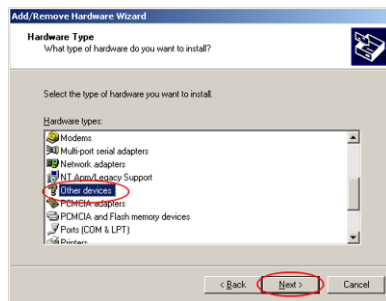 Add/Remove Hardware Wizard
Hardware Type
What type of hardware do you want to install?
Select the type of hardware you want to install.
Hardware types:
Modems
Multi-port serial adapters
Network adapters
NT Apm/Legacy Support
Other devices
PCMCIA adapters
PCMCIA and Flash memory devices
Ports (COM & LPT)
Printers
< Back
Next >
Cancel